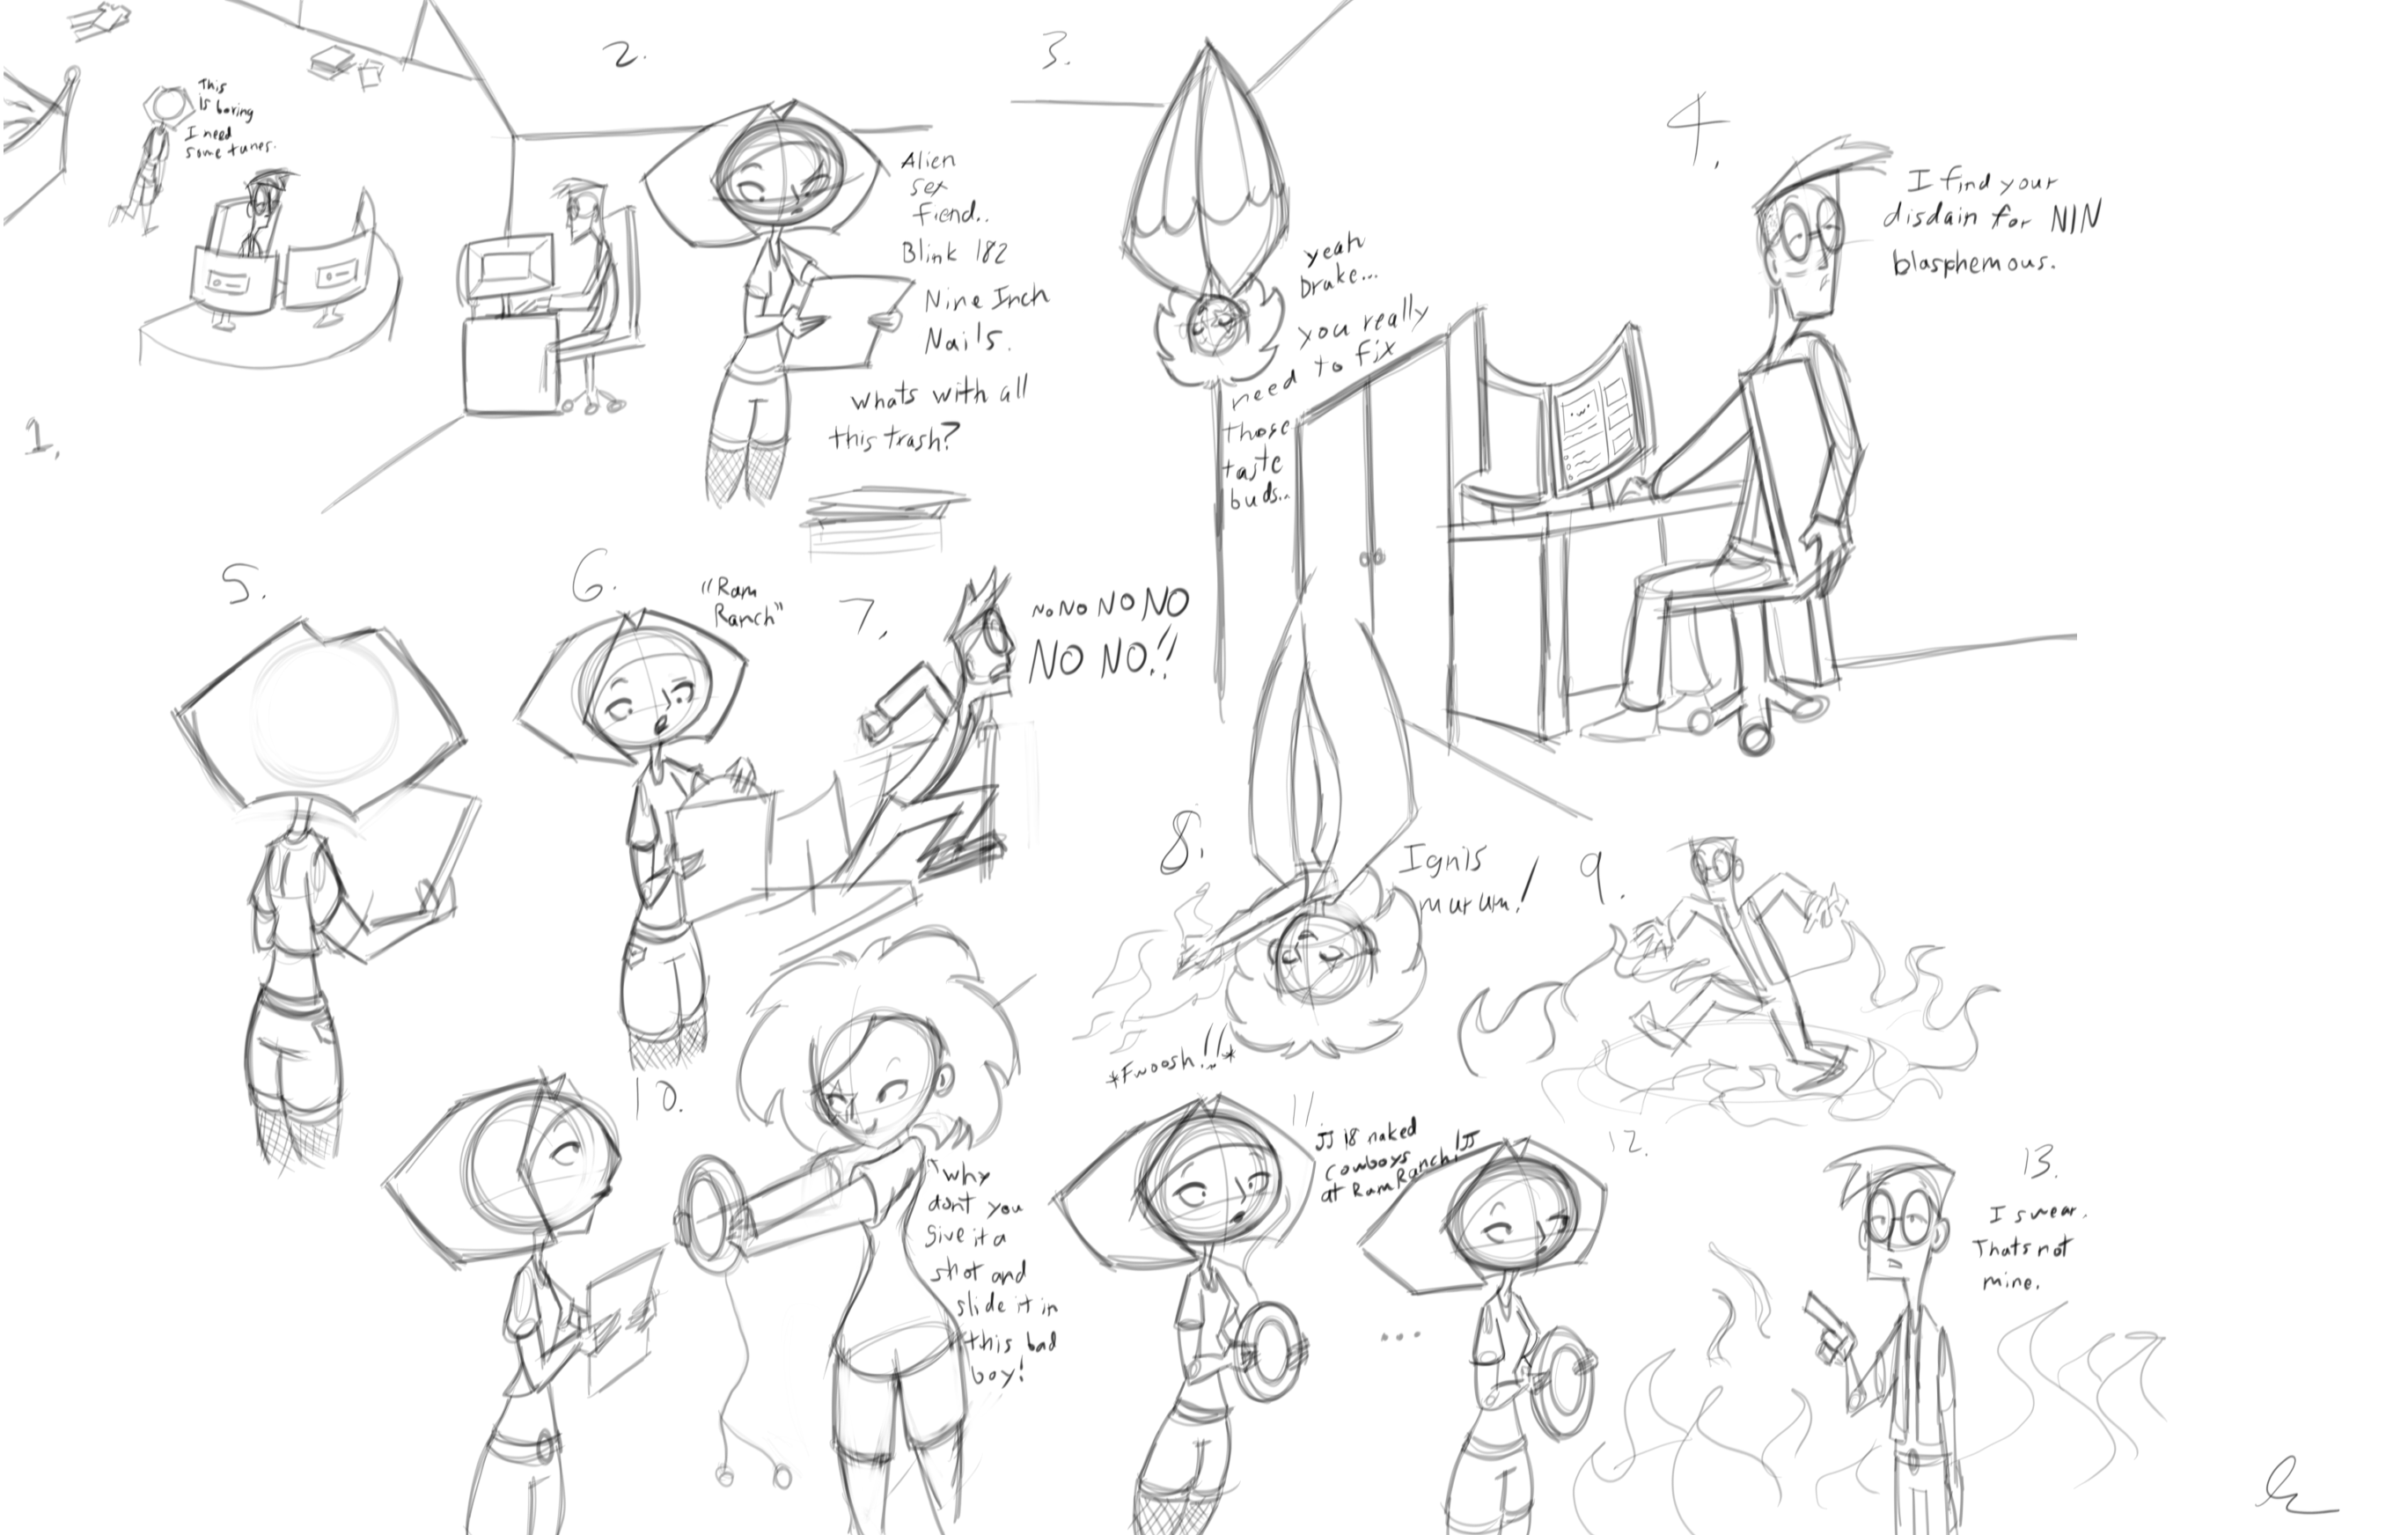 1.
This
is boring
I need
some tunes.
2.
Alien
sex
fiend..
Blink 182
Nine Inch
Nails.
whats with all
this trash?
3.
yeah
brake...
you really
need to fix
those
taste
buds..
4.
I find your
disdain for NIN
blasphemous.
5.
6.
"Ram
Ranch"
7.
NO NO NO NO
NO NO!!
8.
Ignis
murum!
*Fwoosh!!*
9.
10.
why
dont you
give it a
shot and
slide it in
this bad
boy!
11
♫ 18 naked
cowboys
at Ram Ranch! ♫
...
12.
13.
I swear.
Thats not
mine.